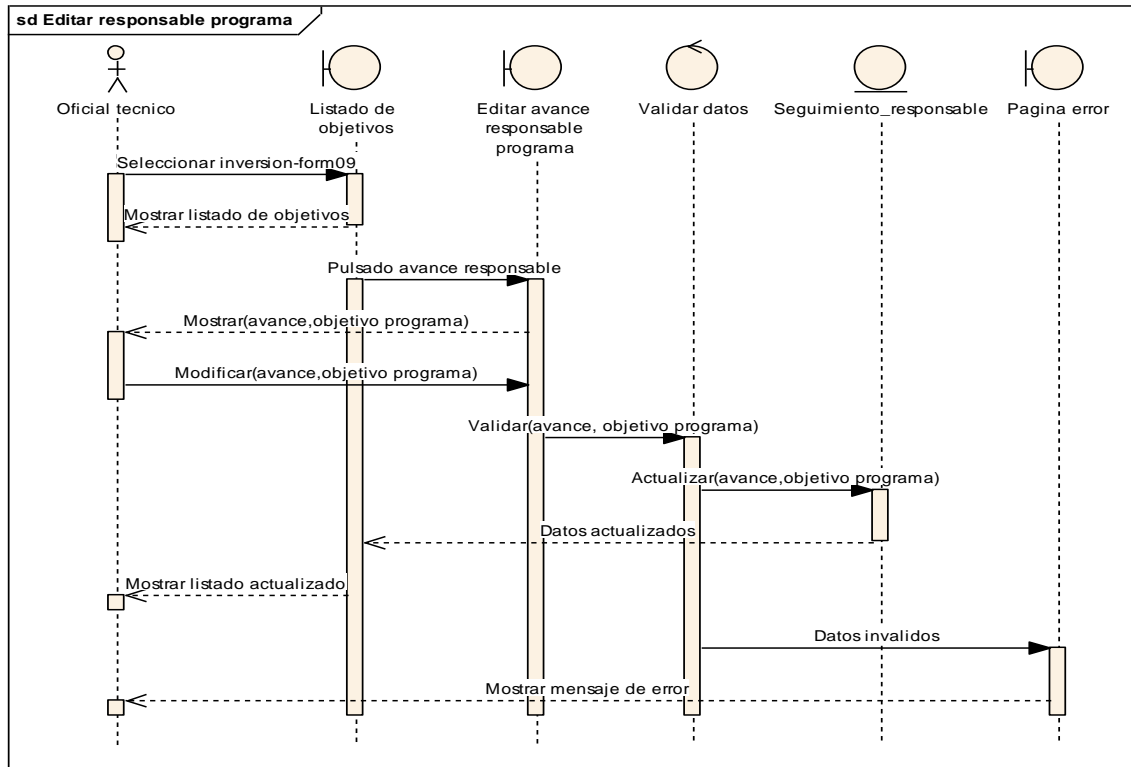 sd Editar responsable programa
Oficial tecnico
Listado de
objetivos
Editar avance
responsable
programa
Validar datos
Seguimiento_responsable
Pagina error
Seleccionar inversion-form09
Mostrar listado de objetivos
Pulsado avance responsable
Mostrar(avance,objetivo programa)
Modificar(avance,objetivo programa)
Validar(avance, objetivo programa)
Actualizar(avance,objetivo programa)
Datos actualizados
Mostrar listado actualizado
Datos invalidos
Mostrar mensaje de error